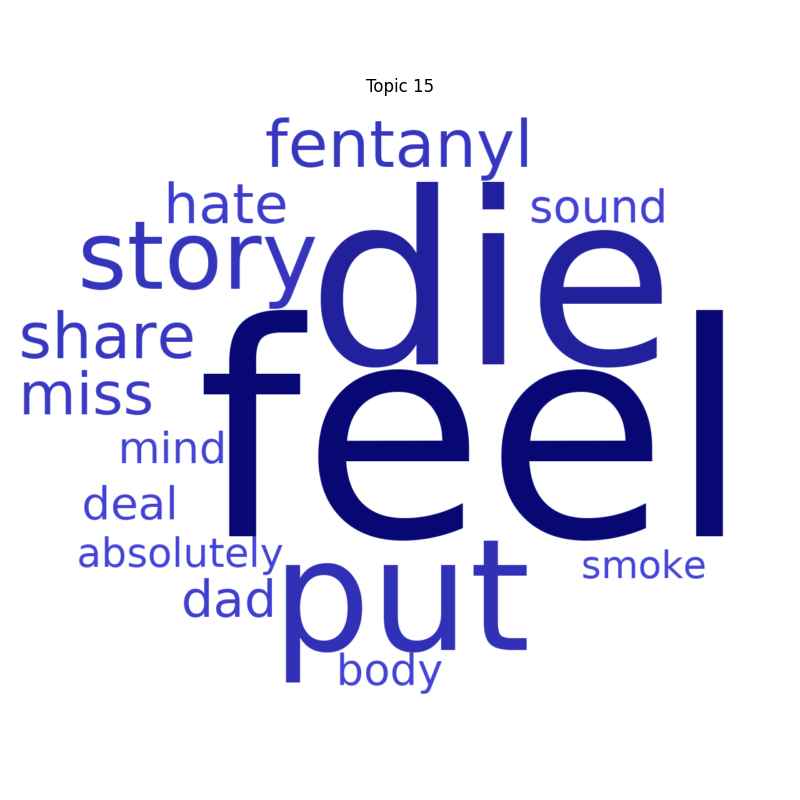 Topic 15
fentanyl
hate
sound
die
story
share
feel
miss
mind
deal
absolutely
put
smoke
dad
body